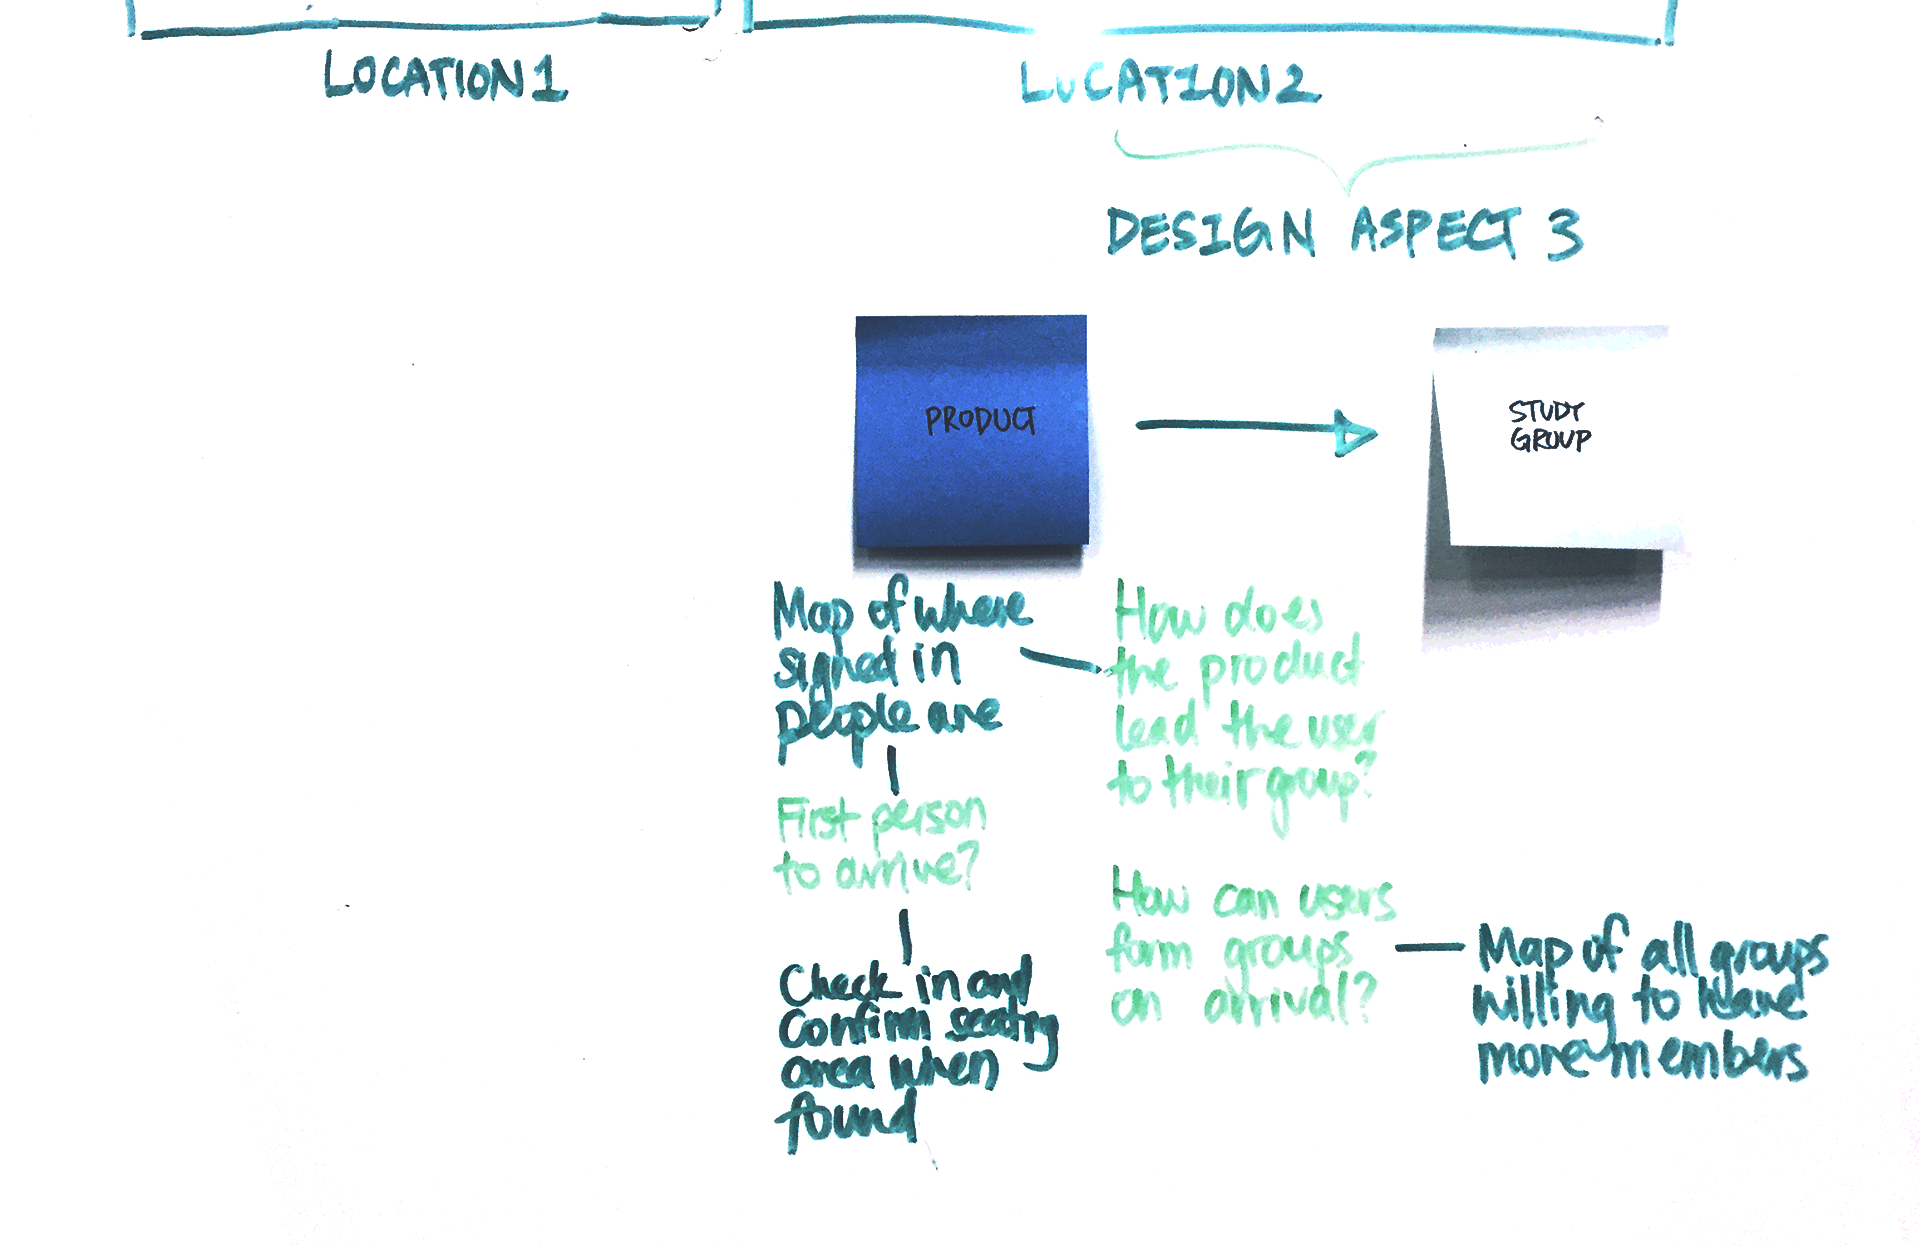 LOCATION 1
LOCATION 2
DESIGN ASPECT 3
PRODUCT
STUDY
GROUP
Map of where
signed in
people are
First person
to arrive?
Check in and
Confirm seating
area when
found
How does
the product
lead the user
to their group?
How can users
form groups
on arrival?
Map of all groups
willing to have
more members